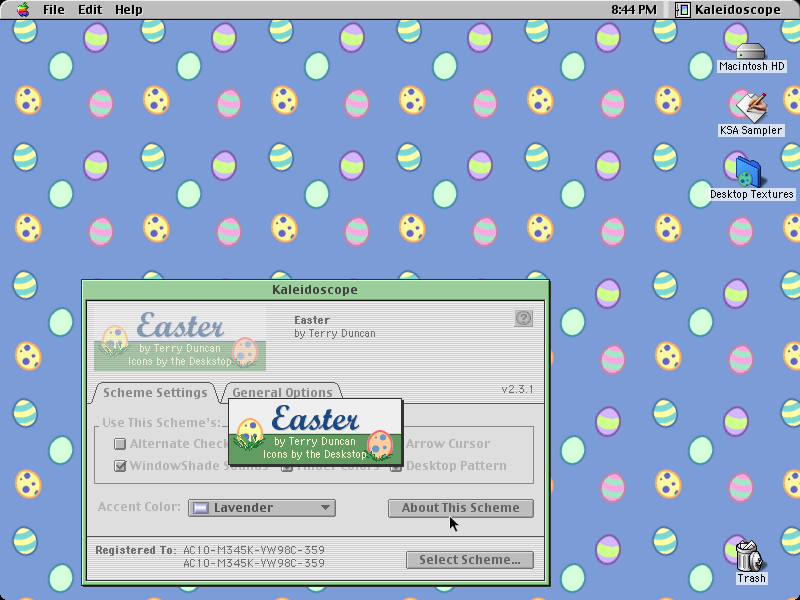 File Edit Help
8:44 PM
Kaleidoscope
Macintosh HD
KSA Sampler
Desktop Textures
Kaleidoscope
Easter
by Terry Duncan
Icons by the Deskstop
Easter
by Terry Duncan
?
Scheme Settings
General Options
v2.3.1
Easter
by Terry Duncan
Icons by the Deskstop
Use This Scheme's:
Alternate Check
Arrow Cursor
WindowShade Sounds
Finder Colors
Desktop Pattern
Accent Color:
Lavender
About This Scheme
Registered To: AC10-M345K-YW98C-359
AC10-M345K-YW98C-359
Select Scheme...
Trash